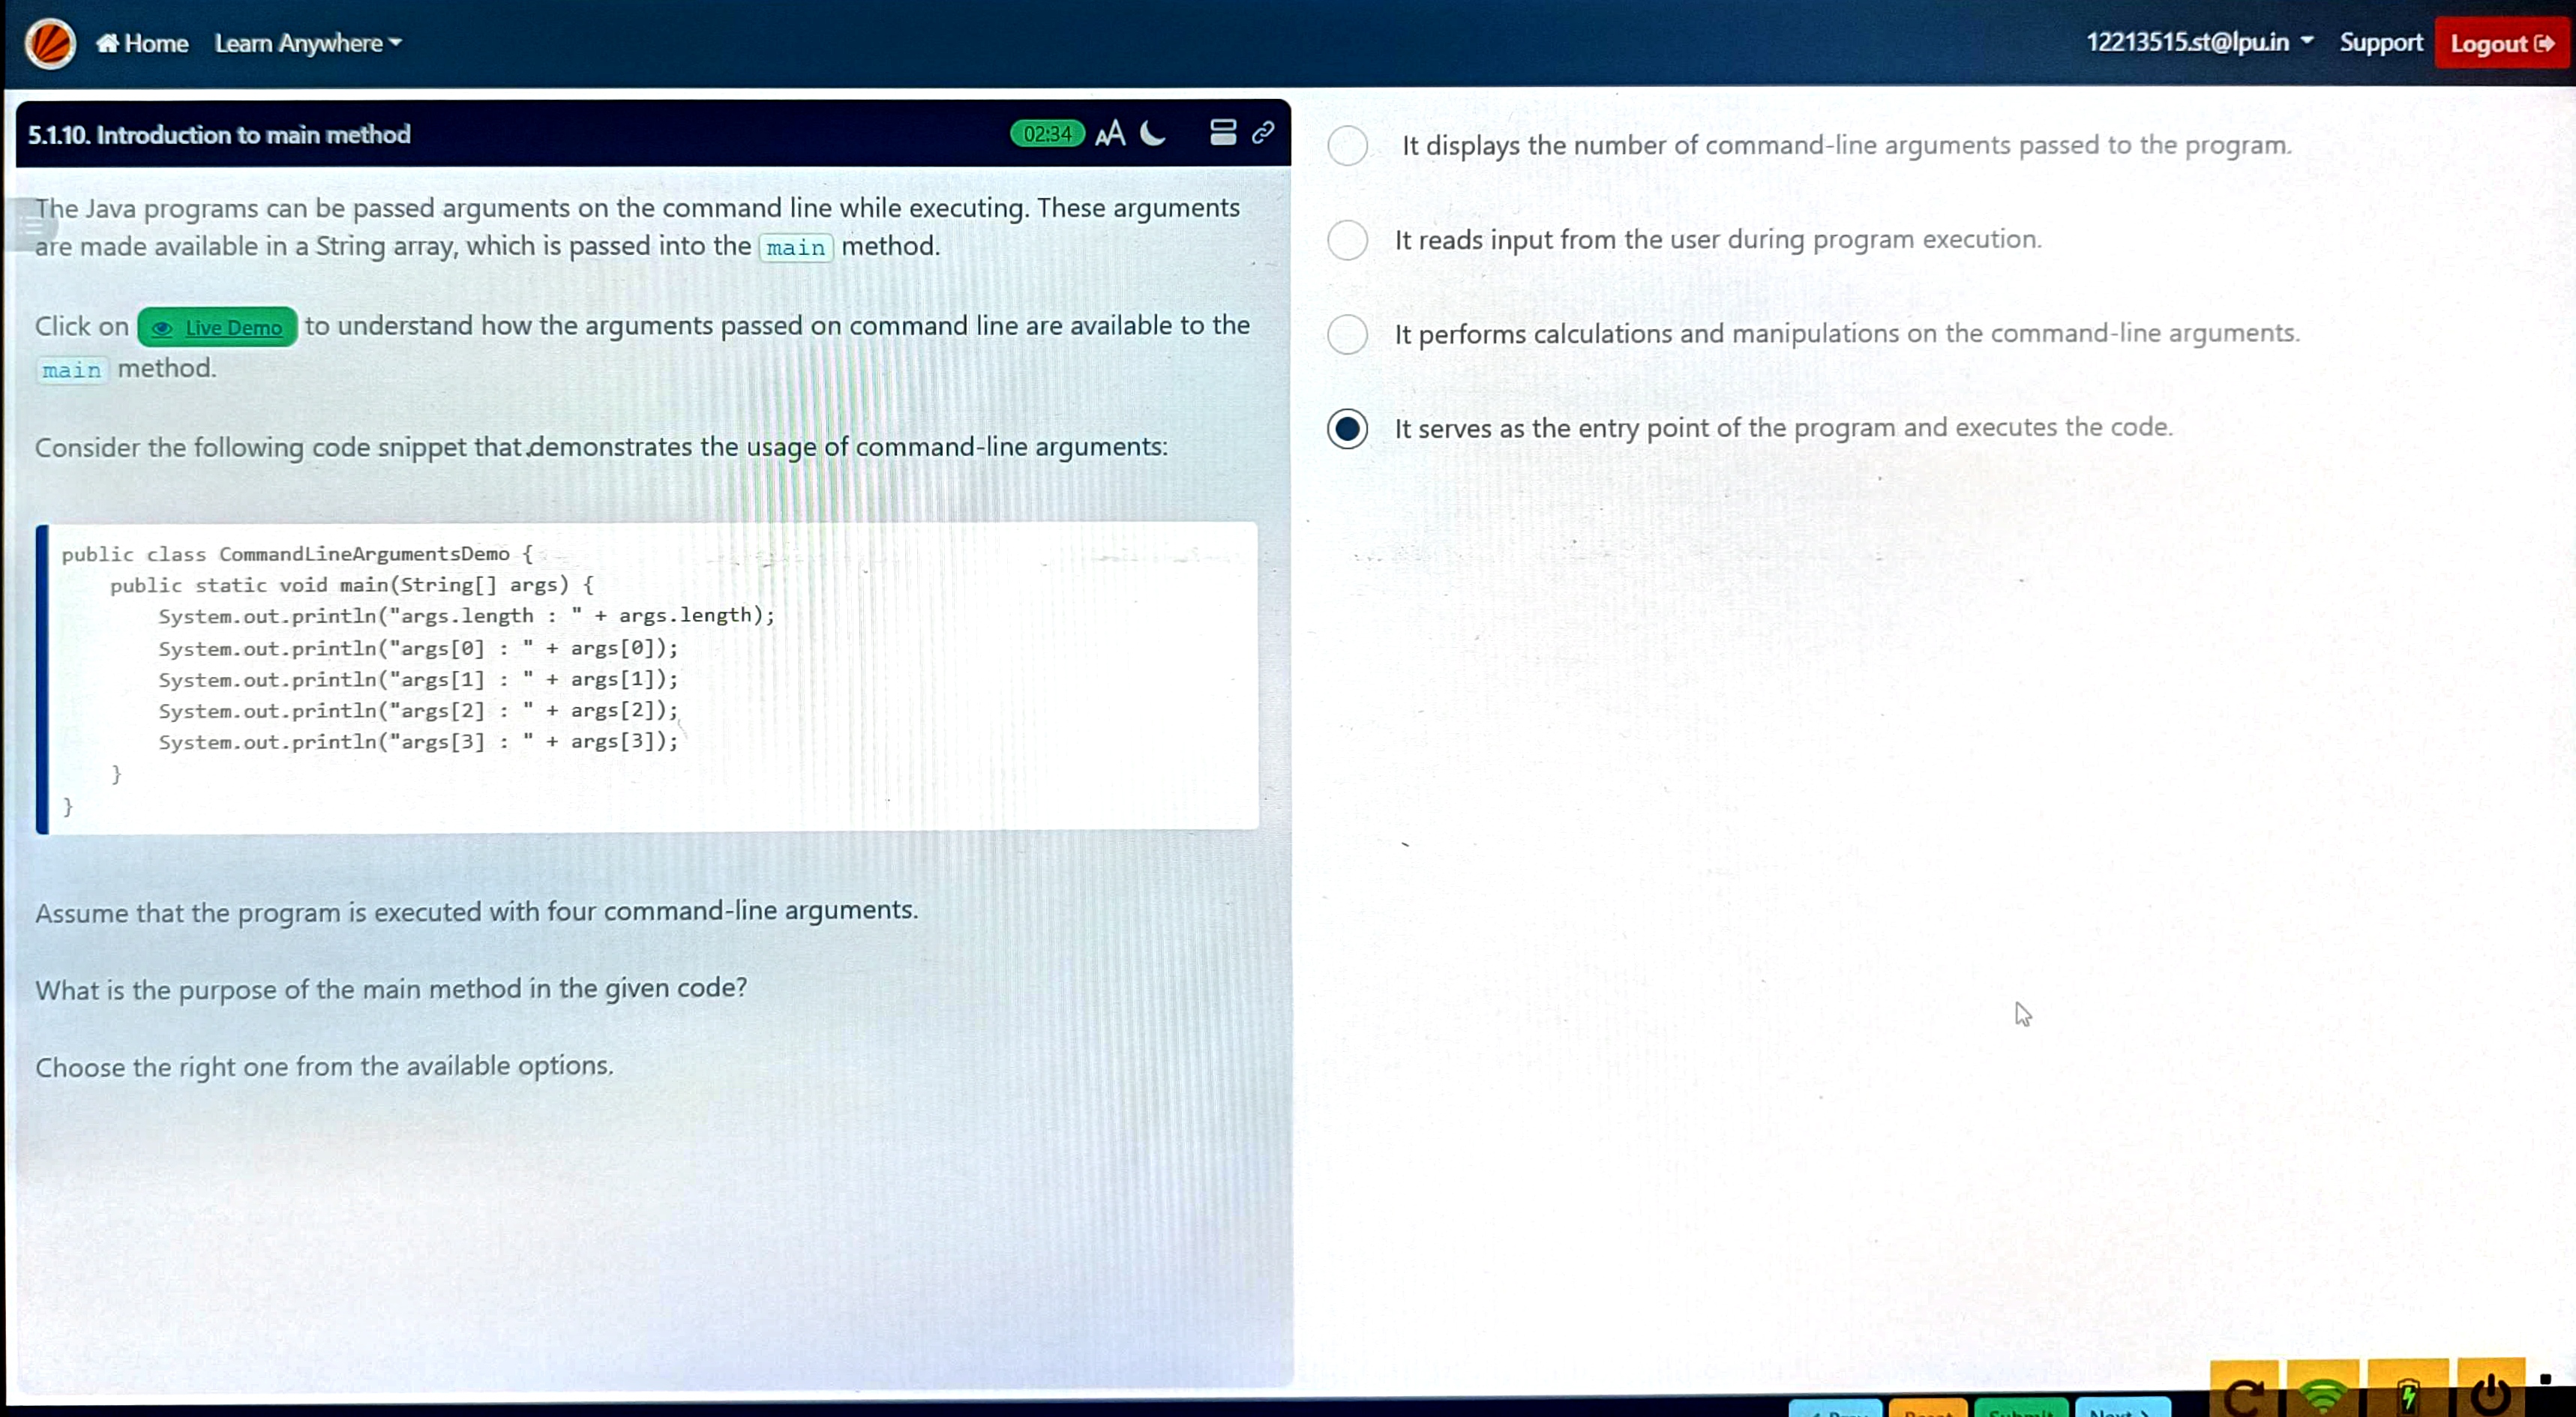 Home Learn Anywhere 12213515.st@lpu.in Support Logout
5.1.10. Introduction to main method 02:34 AA
The Java programs can be passed arguments on the command line while executing. These arguments
are made available in a String array, which is passed into the main method.
Click on Live Demo to understand how the arguments passed on command line are available to the
main method.
Consider the following code snippet that demonstrates the usage of command-line arguments:
public class CommandLineArgumentsDemo {
public static void main(String[] args) {
System.out.println("args.length : " + args.length);
System.out.println("args[0] : " + args[0]);
System.out.println("args[1] : " + args[1]);
System.out.println("args[2] : " + args[2]);
System.out.println("args[3] : " + args[3]);
}
}
Assume that the program is executed with four command-line arguments.
What is the purpose of the main method in the given code?
Choose the right one from the available options.
It displays the number of command-line arguments passed to the program.
It reads input from the user during program execution.
It performs calculations and manipulations on the command-line arguments.
It serves as the entry point of the program and executes the code.